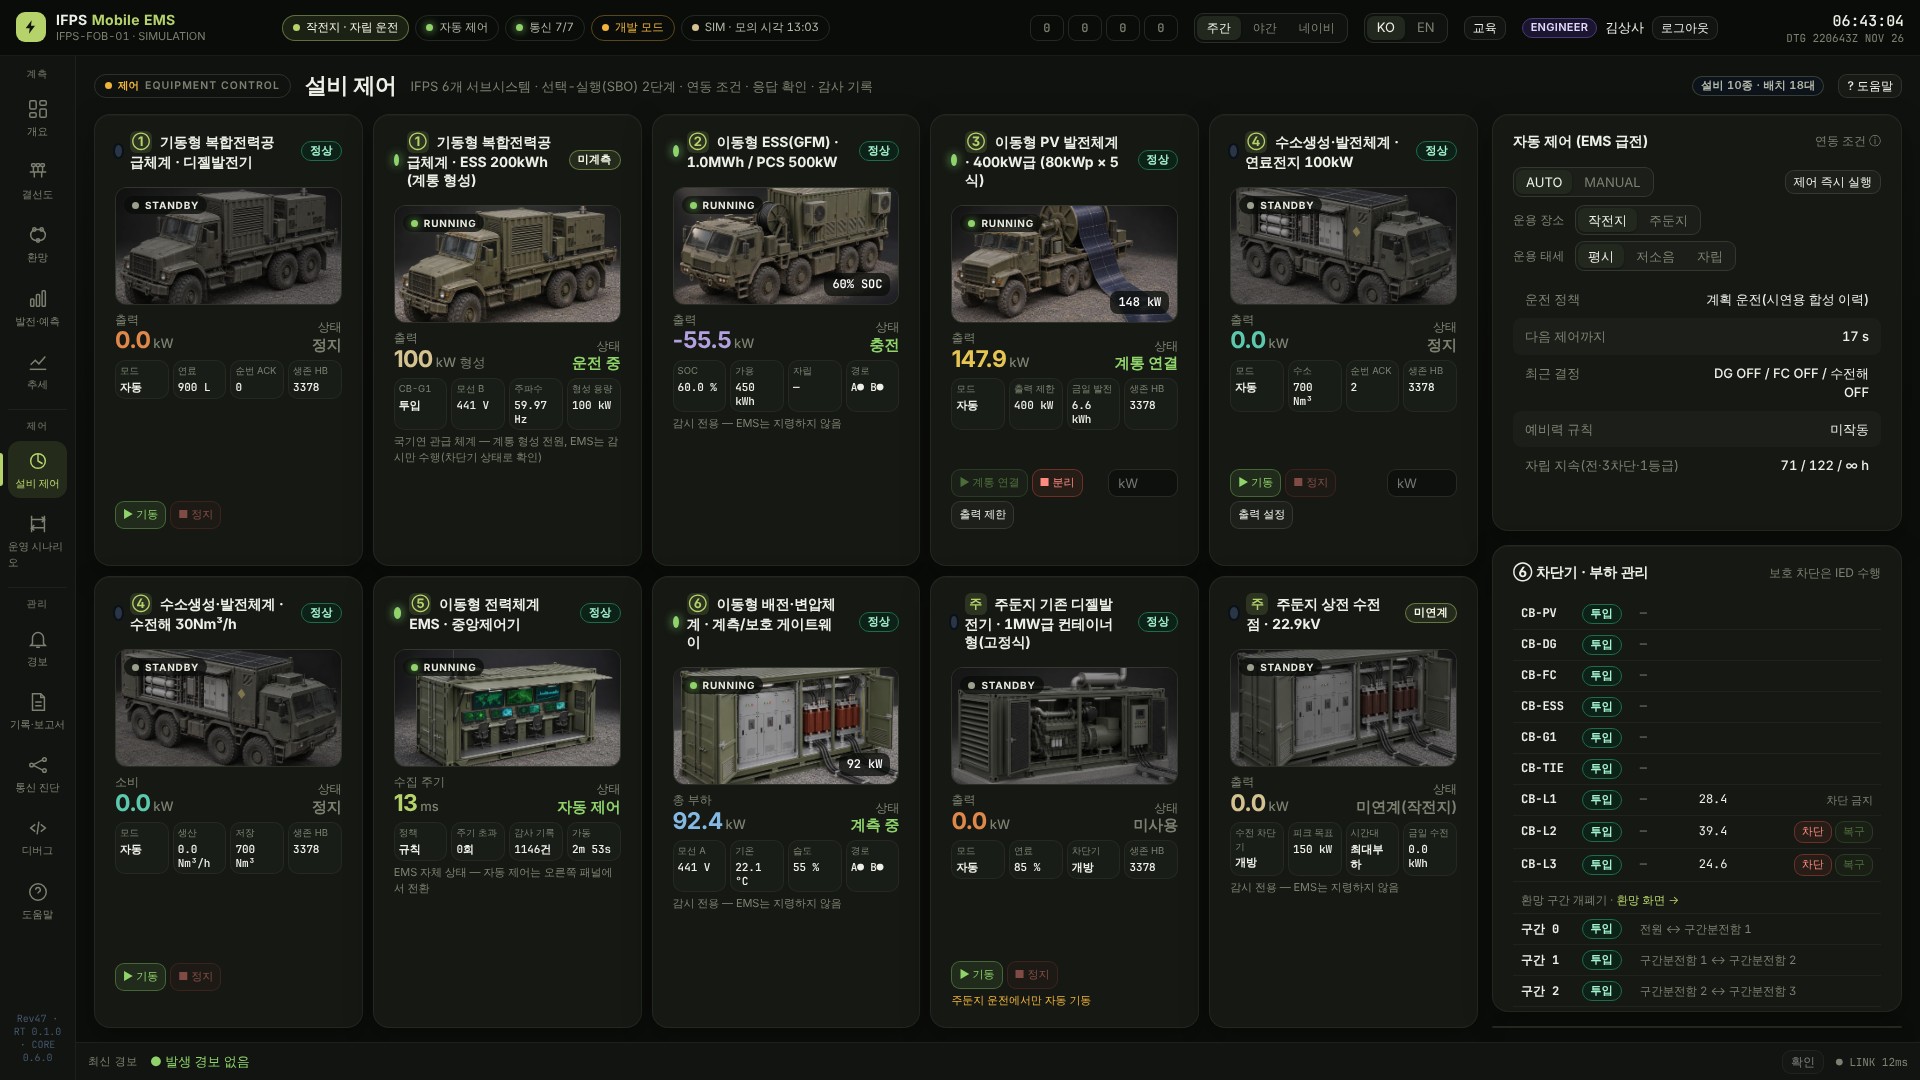 IFPS Mobile EMS
IFPS-FOB-01 · SIMULATION
작전지 · 자립 운전
자동 제어
통신 7/7
개발 모드
SIM · 모의 시각 13:03
0 0 0 0
주간 야간 네이비
KO EN
교육
ENGINEER 김상사 로그아웃
06:43:04
DTG 220643Z NOV 26
계측
개요
결선도
환망
발전·예측
추세
제어
설비 제어
운영 시나리
오
관리
경보
기록·보고서
통신 진단
디버그
도움말
Rev47 ·
RT 0.1.0
· CORE
0.6.0
제어 EQUIPMENT CONTROL
설비 제어
IFPS 6개 서브시스템 · 선택-실행(SBO) 2단계 · 연동 조건 · 응답 확인 · 감사 기록
설비 10종 · 배치 18대
? 도움말
① 기동형 복합전력공
급체계 · 디젤발전기
정상
STANDBY
출력
0.0 kW
상태
정지
모드 자동
연료 900 L
순번 ACK 0
생존 HB 3378
▶ 기동 ■ 정지
① 기동형 복합전력공
급체계 · ESS 200kWh
(계통 형성)
미계측
RUNNING
출력
100 kW 형성
상태
운전 중
CB-G1 투입
모선 B 441 V
주파수 59.97 Hz
형성 용량 100 kW
국기연 관급 체계 — 계통 형성 전원, EMS는 감
시만 수행(차단기 상태로 확인)
② 이동형 ESS(GFM) ·
1.0MWh / PCS 500kW
정상
RUNNING
60% SOC
출력
-55.5 kW
상태
충전
SOC 60.0 %
가용 450 kWh
자립 —
경로 A● B●
감시 전용 — EMS는 지령하지 않음
③ 이동형 PV 발전체계
· 400kW급 (80kWp × 5
식)
정상
RUNNING
148 kW
출력
147.9 kW
상태
계통 연결
모드 자동
출력 제한 400 kW
금일 발전 6.6 kWh
생존 HB 3378
▶ 계통 연결 ■ 분리 kW
출력 제한
④ 수소생성·발전체계 ·
연료전지 100kW
정상
STANDBY
출력
0.0 kW
상태
정지
모드 자동
수소 700 Nm³
순번 ACK 2
생존 HB 3378
▶ 기동 ■ 정지 kW
출력 설정
④ 수소생성·발전체계 ·
수전해 30Nm³/h
정상
STANDBY
소비
0.0 kW
상태
정지
모드 자동
생산 0.0 Nm³/h
저장 700 Nm³
생존 HB 3378
▶ 기동 ■ 정지
⑤ 이동형 전력체계
EMS · 중앙제어기
정상
RUNNING
수집 주기
13 ms
상태
자동 제어
정책 규칙
주기 초과 0회
감사 기록 1146건
가동 2m 53s
EMS 자체 상태 — 자동 제어는 오른쪽 패널에
서 전환
⑥ 이동형 배전·변압체
계 · 계측/보호 게이트웨
이
정상
RUNNING
92 kW
총 부하
92.4 kW
상태
계측 중
모선 A 441 V
기온 22.1 °C
습도 55 %
경로 A● B●
감시 전용 — EMS는 지령하지 않음
주 주둔지 기존 디젤발
전기 · 1MW급 컨테이너
형(고정식)
정상
STANDBY
출력
0.0 kW
상태
미사용
모드 자동
연료 85 %
차단기 개방
생존 HB 3378
▶ 기동 ■ 정지
주둔지 운전에서만 자동 기동
주 주둔지 상전 수전
점 · 22.9kV
미연계
STANDBY
출력
0.0 kW
상태
미연계(작전지)
수전 차단기 개방
피크 목표 150 kW
시간대 최대부하
금일 수전 0.0 kWh
감시 전용 — EMS는 지령하지 않음
자동 제어 (EMS 급전)
연동 조건 ⓘ
AUTO MANUAL
제어 즉시 실행
운용 장소 작전지 주둔지
운용 태세 평시 저소음 자립
운전 정책 계획 운전(시연용 합성 이력)
다음 제어까지 17 s
최근 결정 DG OFF / FC OFF / 수전해
OFF
예비력 규칙 미작동
자립 지속(전·3차단·1등급) 71 / 122 / ∞ h
⑥ 차단기 · 부하 관리
보호 차단은 IED 수행
CB-PV 투입 —
CB-DG 투입 —
CB-FC 투입 —
CB-ESS 투입 —
CB-G1 투입 —
CB-TIE 투입 —
CB-L1 투입 — 28.4 차단 금지
CB-L2 투입 — 39.4 차단 복구
CB-L3 투입 — 24.6 차단 복구
환망 구간 개폐기 · 환망 화면 →
구간 0 투입 전원 ↔ 구간분전함 1
구간 1 투입 구간분전함 1 ↔ 구간분전함 2
구간 2 투입 구간분전함 2 ↔ 구간분전함 3
최신 경보 발생 경보 없음
확인
LINK 12ms